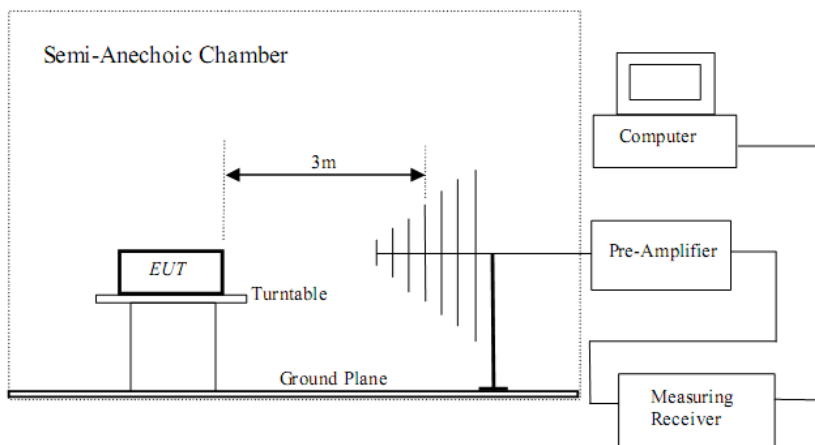 Semi-Anechoic Chamber
3m
EUT
Turntable
Ground Plane
Computer
Pre-Amplifier
Measuring
Receiver